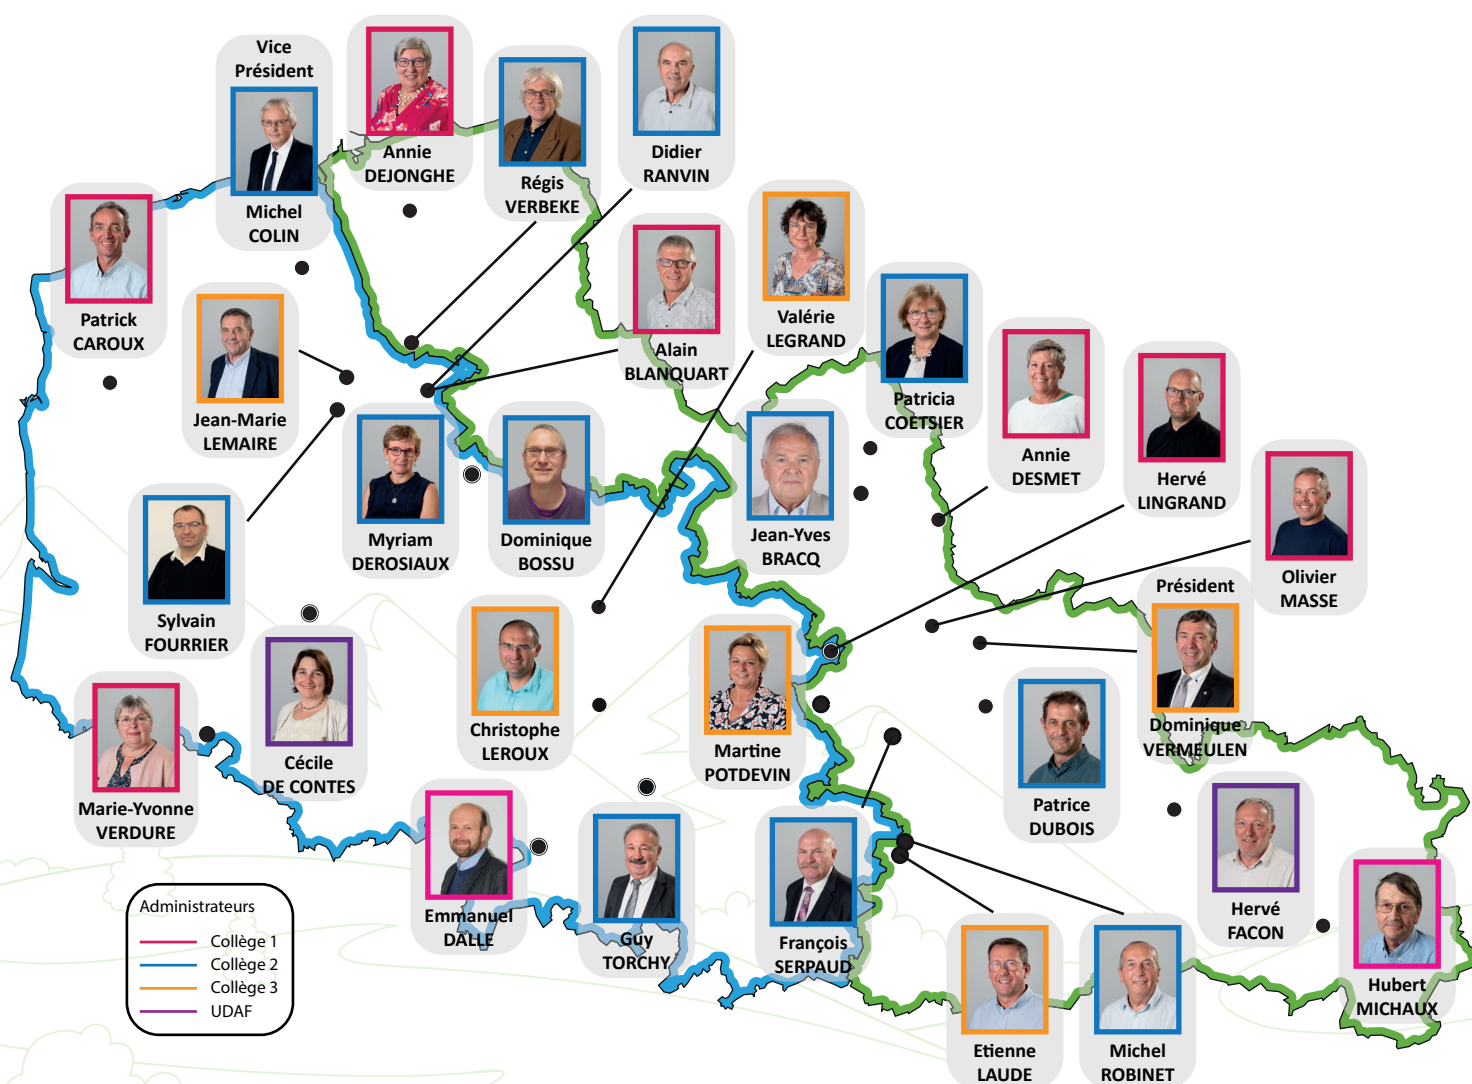 Vice
Président
Michel
COLIN
Annie
DEJONGHE
Régis
VERBEKE
Didier
RANVIN
Patrick
CAROUX
Jean-Marie
LEMAIRE
Alain
BLANQUART
Valérie
LEGRAND
Patricia
COETSIER
Annie
DESMET
Hervé
LINGRAND
Olivier
MASSE
Sylvain
FOURRIER
Myriam
DEROSIAUX
Dominique
BOSSU
Jean-Yves
BRACQ
Président
Dominique
VERMEULEN
Marie-Yvonne
VERDURE
Cécile
DE CONTES
Christophe
LEROUX
Martine
POTDEVIN
Patrice
DUBOIS
Emmanuel
DALLE
Guy
TORCHY
François
SERPAUD
Hervé
FACON
Hubert
MICHAUX
Etienne
LAUDE
Michel
ROBINET
Administrateurs
Collège 1
Collège 2
Collège 3
UDAF